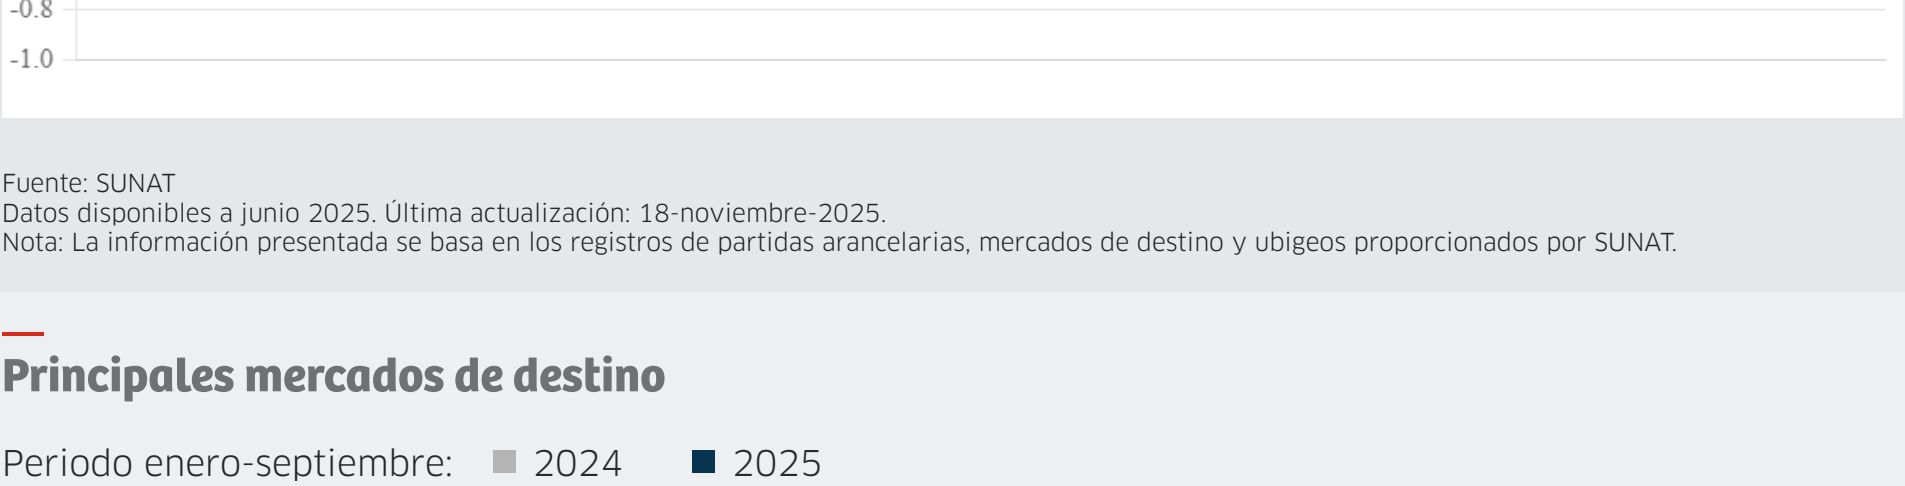 -0.8
-1.0
Fuente: SUNAT
Datos disponibles a junio 2025. Última actualización: 18-noviembre-2025.
Nota: La información presentada se basa en los registros de partidas arancelarias, mercados de destino y ubigeos proporcionados por SUNAT.
Principales mercados de destino
Periodo enero-septiembre: 2024 2025